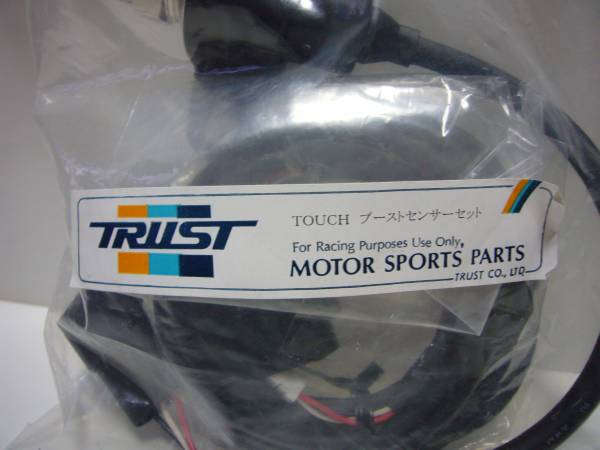 TRUST
TOUCH ブーストセンサーセット
For Racing Purposes Use Only,
MOTOR SPORTS PARTS
TRUST CO., LTD